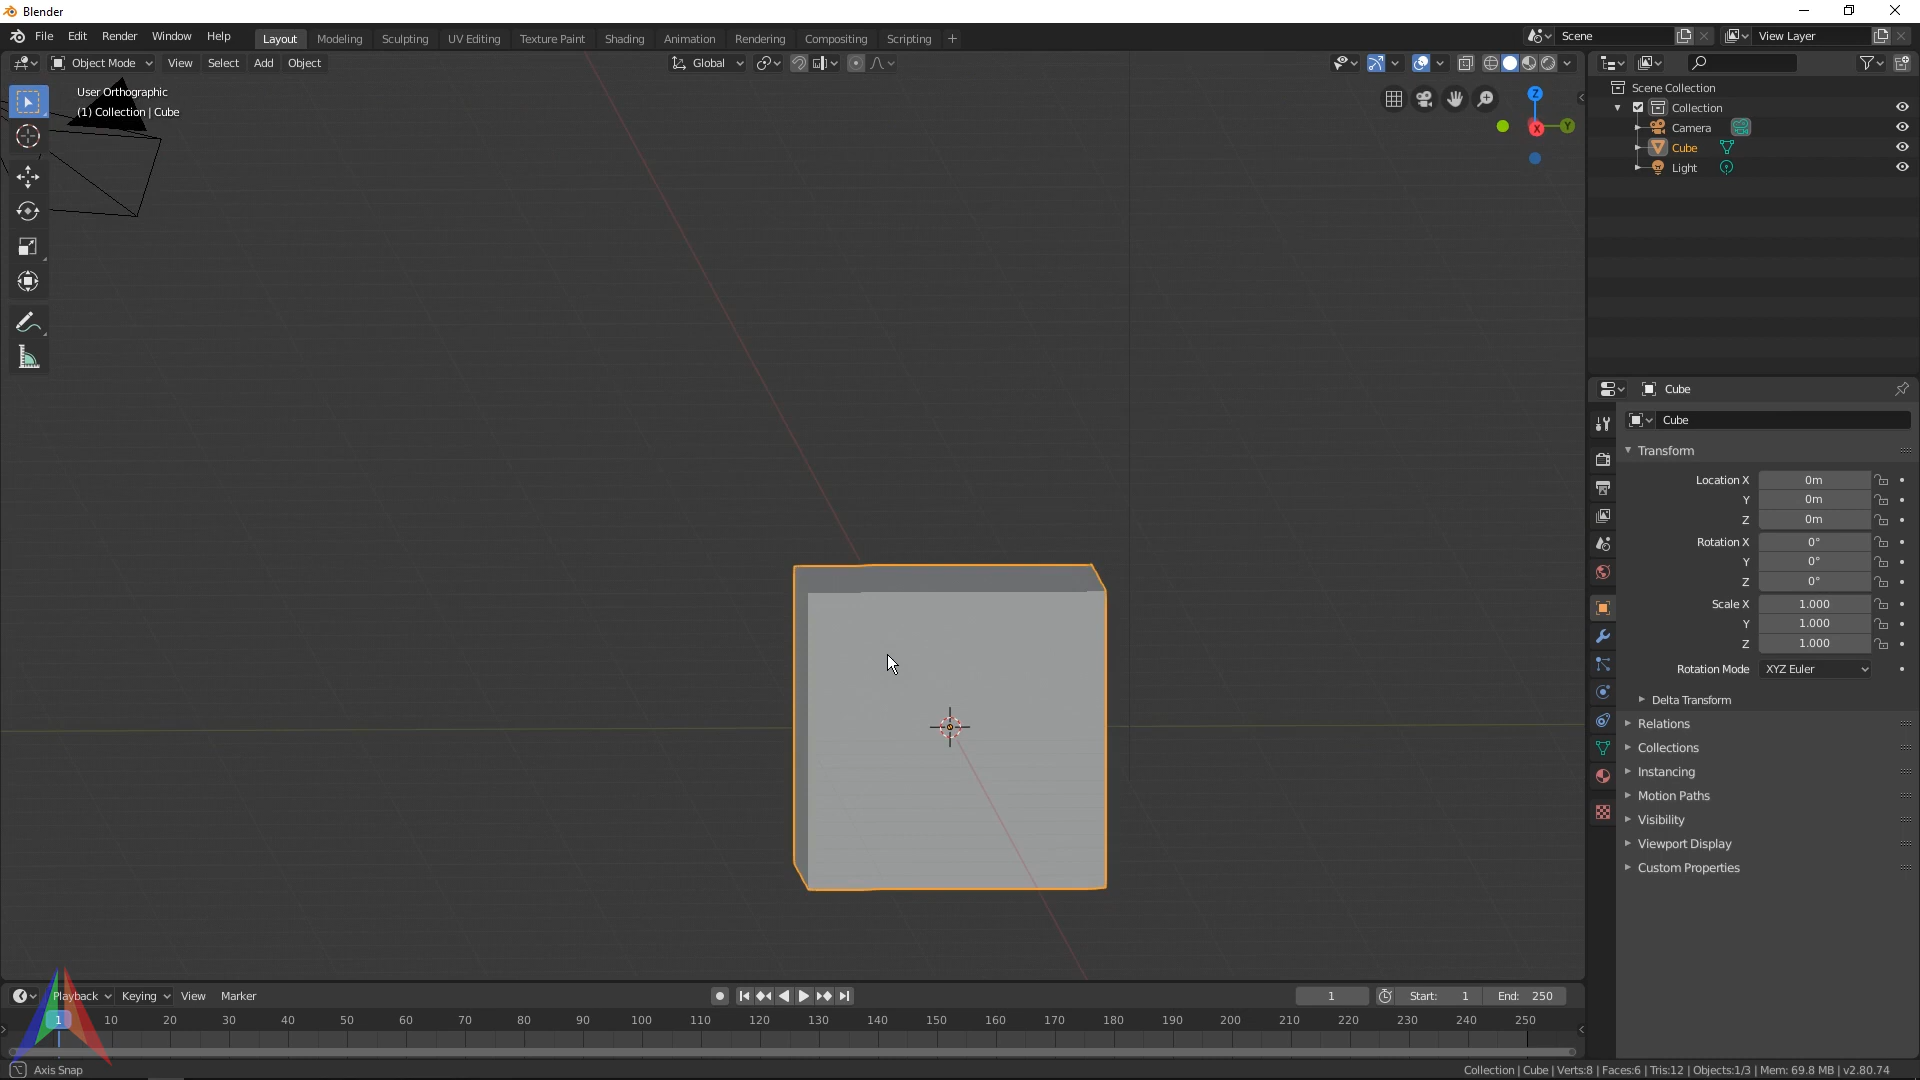 Blender
File Edit Render Window Help
Layout Modeling Sculpting UV Editing Texture Paint Shading Animation Rendering Compositing Scripting +
Scene
View Layer
Object Mode View Select Add Object
Global
User Orthographic
(1) Collection | Cube
Z
Y
X
Scene Collection
Collection
Camera
Cube
Light
Cube
Cube
Transform
Location X 0m
Y 0m
Z 0m
Rotation X 0°
Y 0°
Z 0°
Scale X 1.000
Y 1.000
Z 1.000
Rotation Mode XYZ Euler
Delta Transform
Relations
Collections
Instancing
Motion Paths
Visibility
Viewport Display
Custom Properties
Playback Keying View Marker
1 Start: 1 End: 250
1 10 20 30 40 50 60 70 80 90 100 110 120 130 140 150 160 170 180 190 200 210 220 230 240 250
Axis Snap
Collection | Cube | Verts:8 | Faces:6 | Tris:12 | Objects:1/3 | Mem: 69.8 MB | v2.80.74